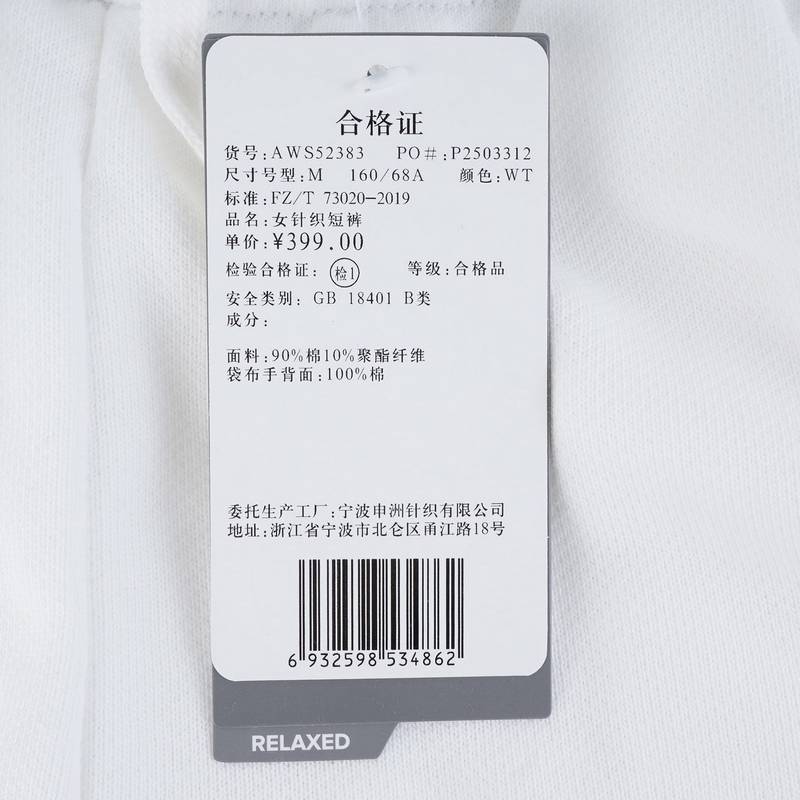 合格证
货号:AWS52383 PO#:P2503312
尺寸号型:M 160/68A 颜色:WT
标准:FZ/T 73020-2019
品名:女针织短裤
单价:¥399.00
检验合格证: 检1 等级:合格品
安全类别: GB 18401 B类
成分:
面料:90%棉10%聚酯纤维
袋布手背面:100%棉
委托生产工厂:宁波申洲针织有限公司
地址:浙江省宁波市北仑区甬江路18号
6 932598 534862
RELAXED